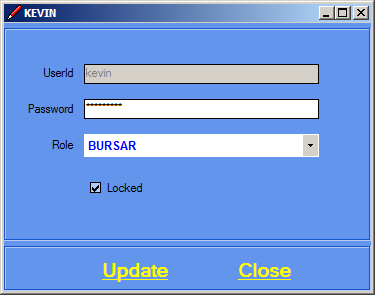 KEVIN
UserId kevin
Password *********
Role BURSAR
Locked
Update Close